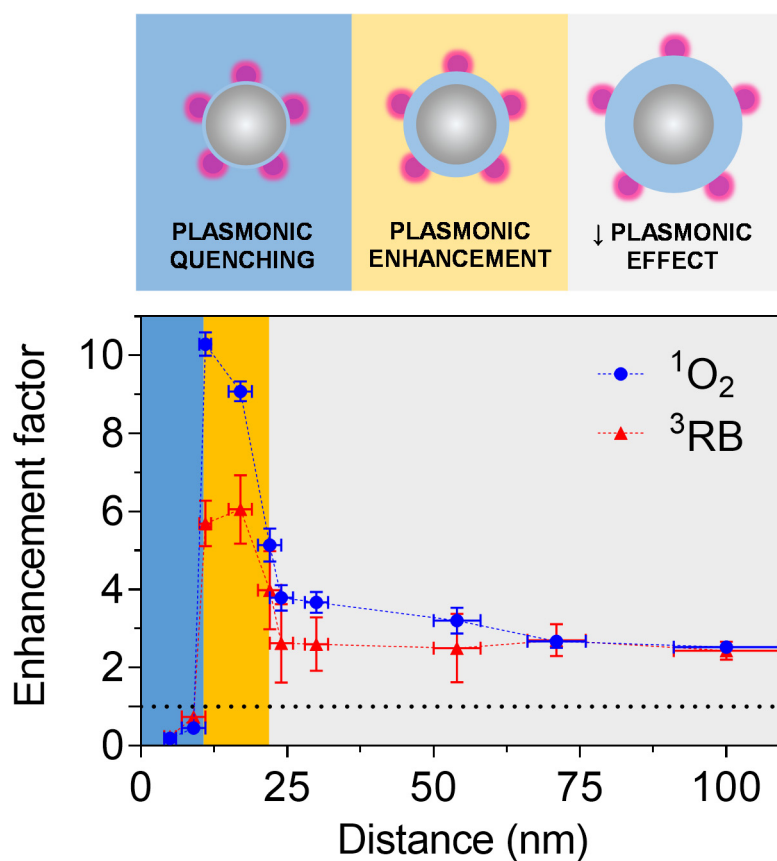 PLASMONIC
QUENCHING
PLASMONIC
ENHANCEMENT
↓ PLASMONIC
EFFECT
Enhancement factor
10
8
6
4
2
0
¹O₂
³RB
0
25
50
75
100
Distance (nm)